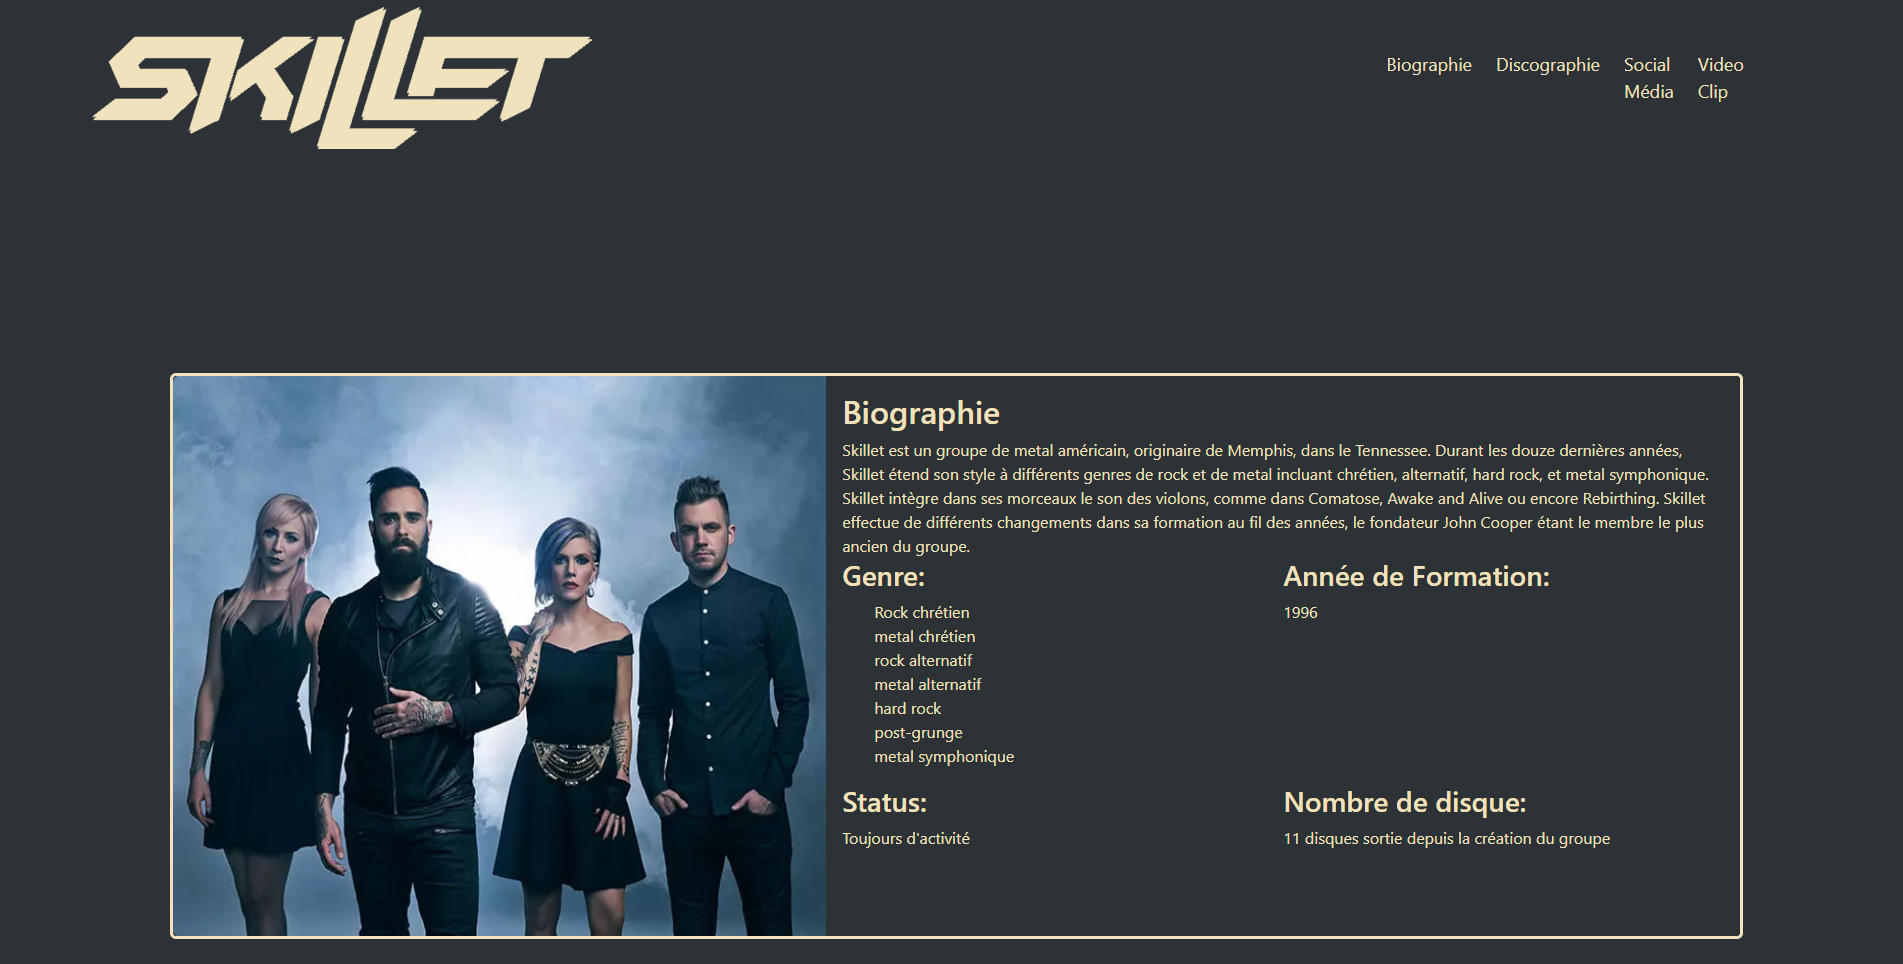 SKILLET
Biographie Discographie Social Média Video Clip
Biographie
Skillet est un groupe de metal américain, originaire de Memphis, dans le Tennessee. Durant les douze dernières années,
Skillet étend son style à différents genres de rock et de metal incluant chrétien, alternatif, hard rock, et metal symphonique.
Skillet intègre dans ses morceaux le son des violons, comme dans Comatose, Awake and Alive ou encore Rebirthing. Skillet
effectue de différents changements dans sa formation au fil des années, le fondateur John Cooper étant le membre le plus
ancien du groupe.
Genre:
Rock chrétien
metal chrétien
rock alternatif
metal alternatif
hard rock
post-grunge
metal symphonique
Année de Formation:
1996
Status:
Toujours d'activité
Nombre de disque:
11 disques sortie depuis la création du groupe